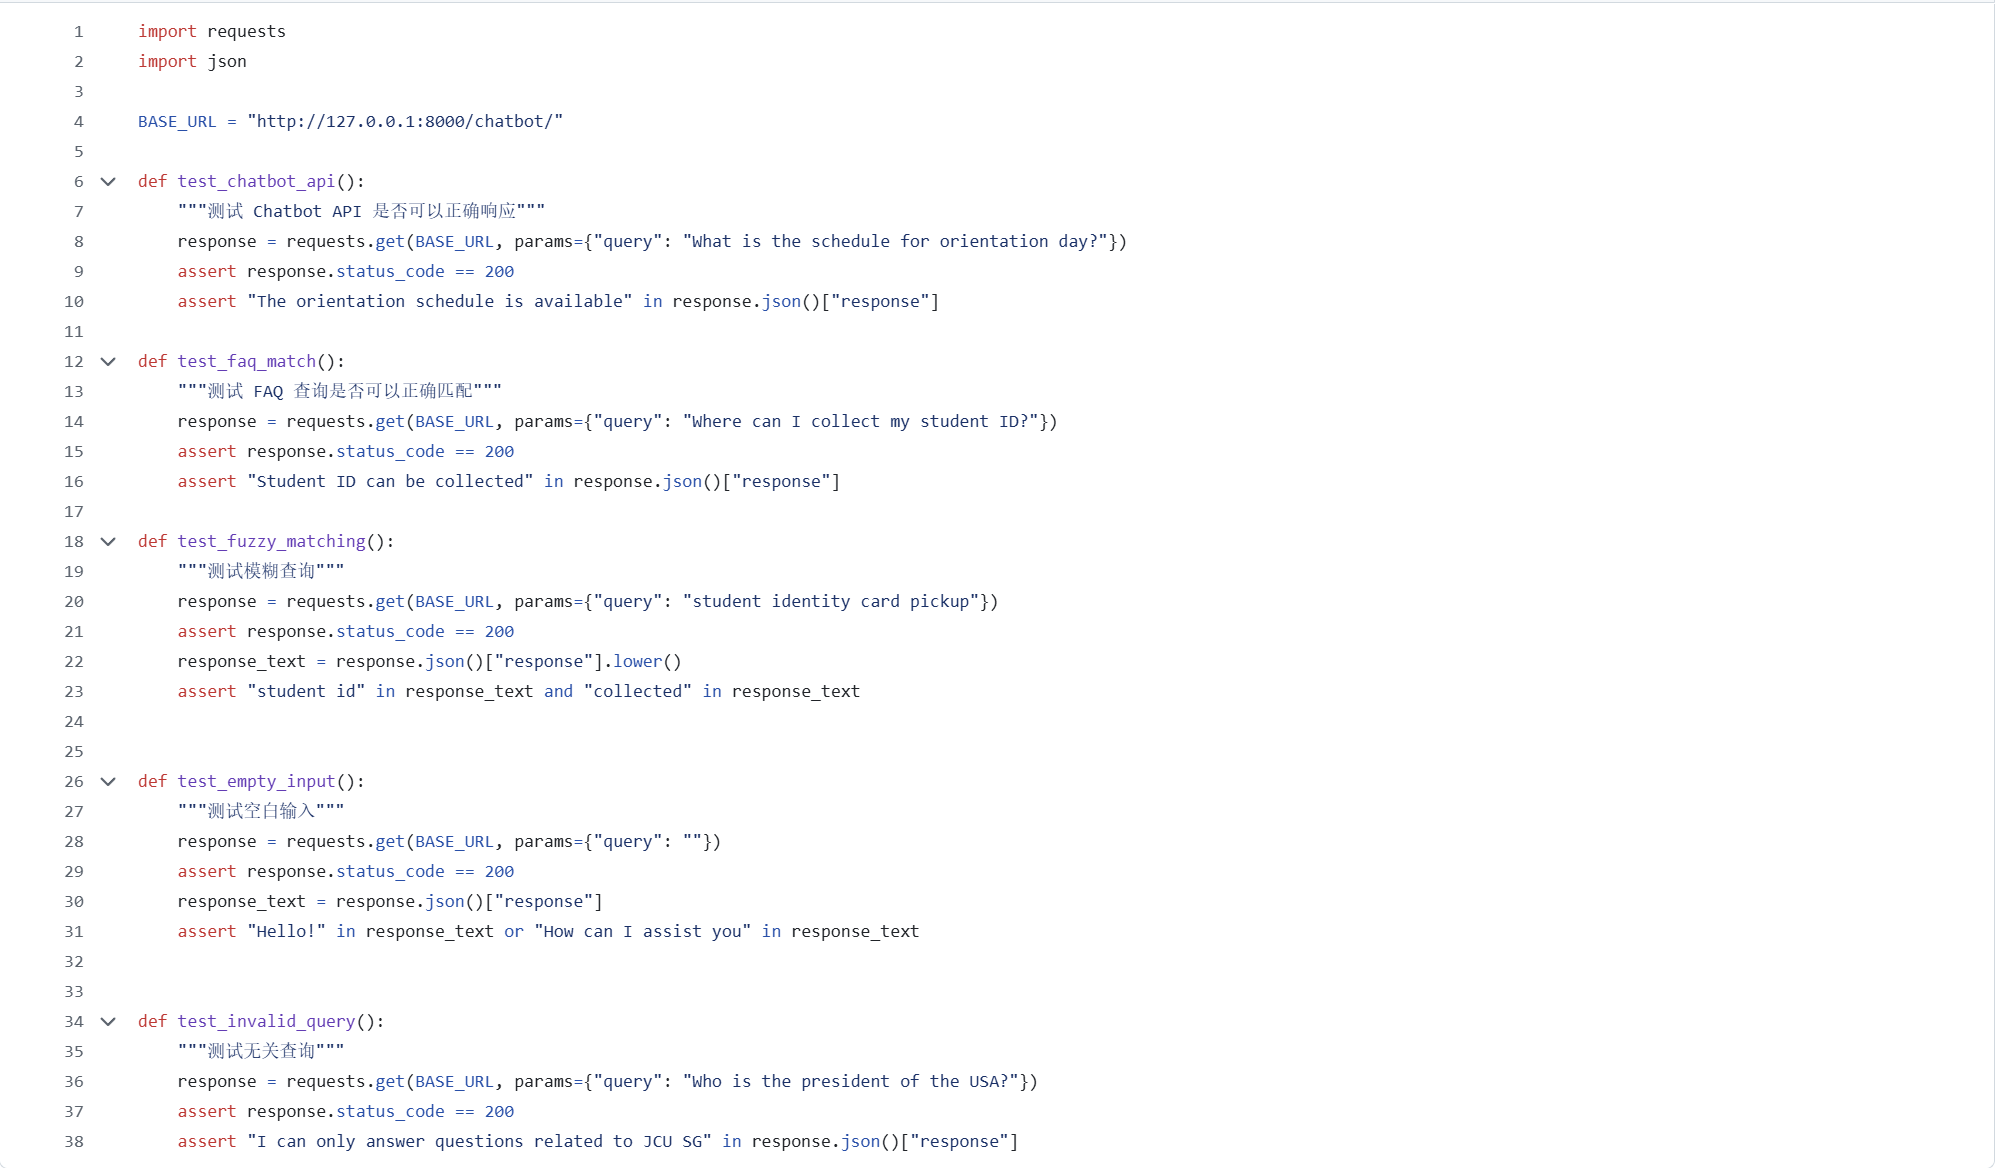 1 import requests
2 import json
3
4 BASE_URL = "http://127.0.0.1:8000/chatbot/"
5
6 def test_chatbot_api():
7 """测试 Chatbot API 是否可以正确响应"""
8 response = requests.get(BASE_URL, params={"query": "What is the schedule for orientation day?"})
9 assert response.status_code == 200
10 assert "The orientation schedule is available" in response.json()["response"]
11
12 def test_faq_match():
13 """测试 FAQ 查询是否可以正确匹配"""
14 response = requests.get(BASE_URL, params={"query": "Where can I collect my student ID?"})
15 assert response.status_code == 200
16 assert "Student ID can be collected" in response.json()["response"]
17
18 def test_fuzzy_matching():
19 """测试模糊查询"""
20 response = requests.get(BASE_URL, params={"query": "student identity card pickup"})
21 assert response.status_code == 200
22 response_text = response.json()["response"].lower()
23 assert "student id" in response_text and "collected" in response_text
24
25
26 def test_empty_input():
27 """测试空白输入"""
28 response = requests.get(BASE_URL, params={"query": ""})
29 assert response.status_code == 200
30 response_text = response.json()["response"]
31 assert "Hello!" in response_text or "How can I assist you" in response_text
32
33
34 def test_invalid_query():
35 """测试无关查询"""
36 response = requests.get(BASE_URL, params={"query": "Who is the president of the USA?"})
37 assert response.status_code == 200
38 assert "I can only answer questions related to JCU SG" in response.json()["response"]